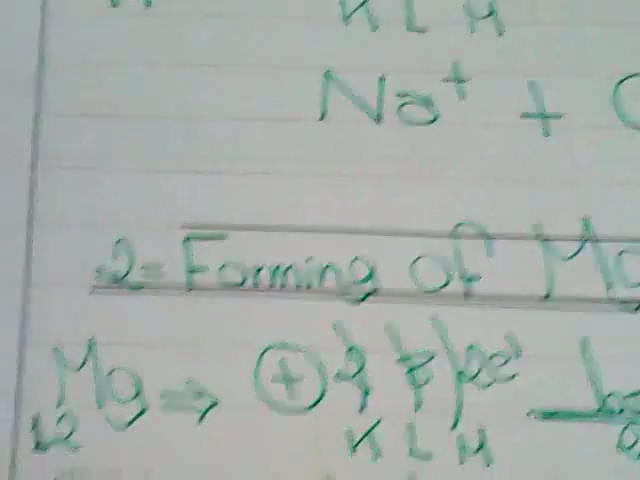 K L M
Na⁺ +
-2- Forming of Mg
₁₂Mg ⇒ + 2 8 2e
K L M